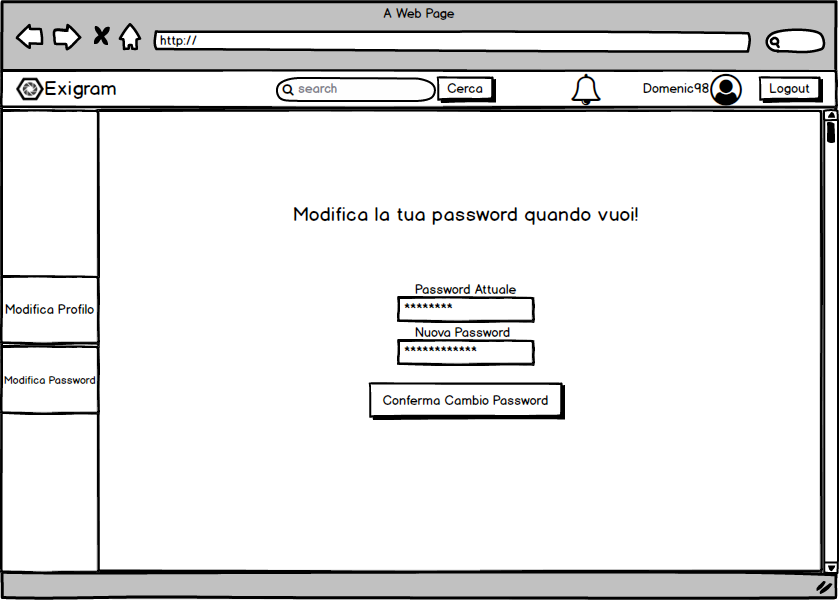 A Web Page
http://
Exigram
search
Cerca
Domenic98
Logout
Modifica la tua password quando vuoi!
Password Attuale
********
Nuova Password
************
Conferma Cambio Password
Modifica Profilo
Modifica Password